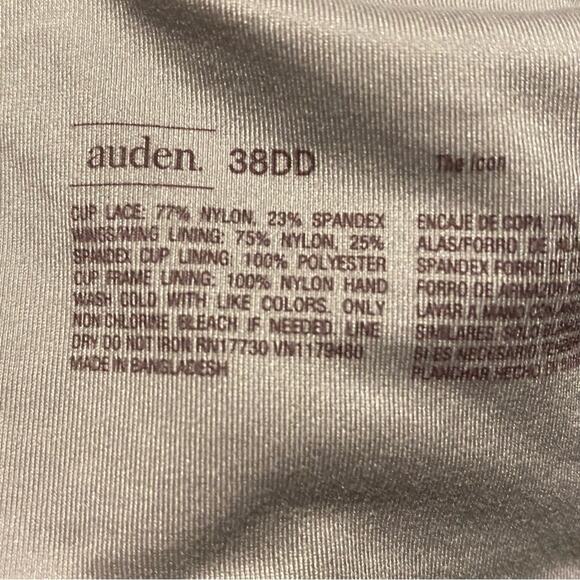 auden. 38DD The Icon
CUP LACE: 77% NYLON, 23% SPANDEX
WINGS/WING LINING: 75% NYLON, 25%
SPANDEX CUP LINING: 100% POLYESTER
CUP FRAME LINING: 100% NYLON HAND
WASH COLD WITH LIKE COLORS. ONLY
NON CHLORINE BLEACH IF NEEDED. LINE
DRY DO NOT IRON RN17730 VN1179480
MADE IN BANGLADESH
ENCAJE DE COPA 77%
ALAS/FORRO DE
SPANDEX FORRO DE
FORRO DE ARMAZON
LAVAR A MANO CON
SIMILARES. SOLO
SI ES NECESARIO
PLANCHAR HECHO